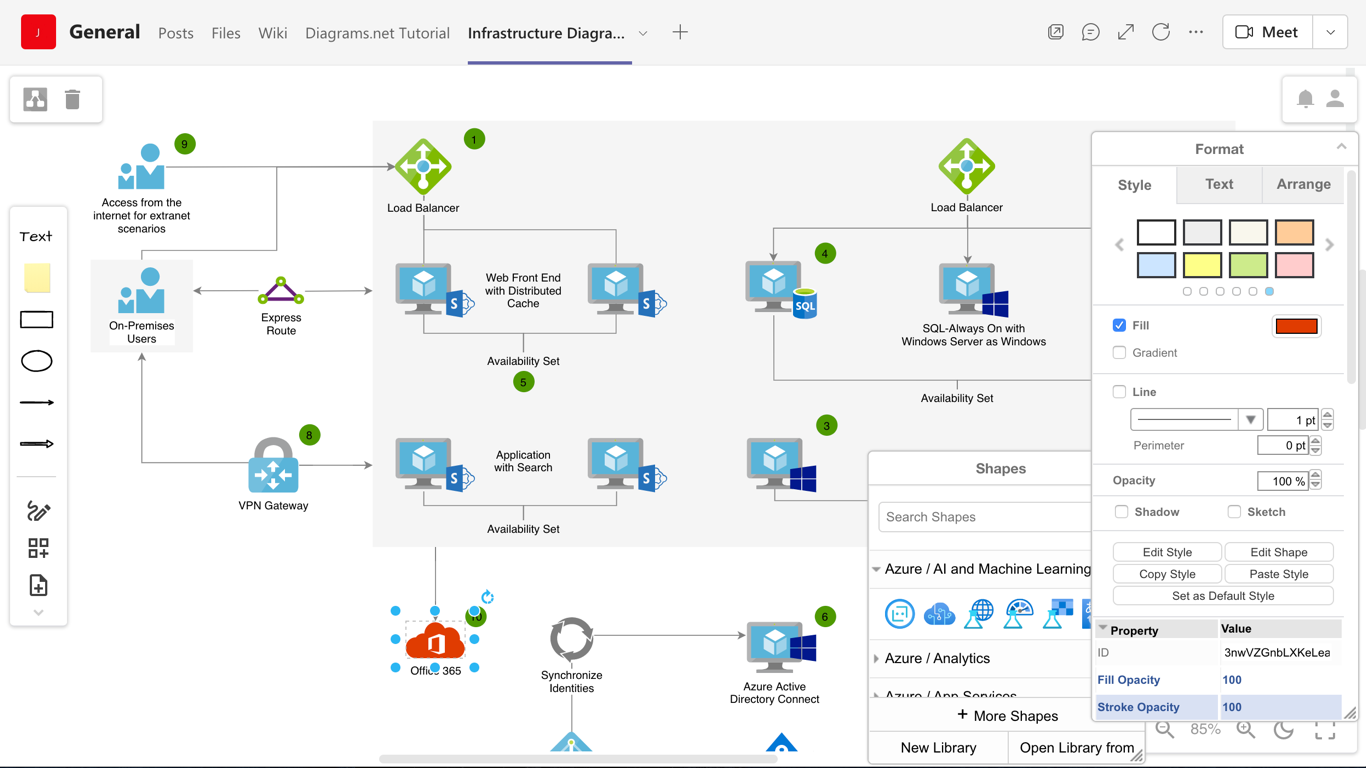 J
General
Posts
Files
Wiki
Diagrams.net Tutorial
Infrastructure Diagra...
Meet
9
1
Access from the
internet for extranet
scenarios
Load Balancer
Load Balancer
Text
On-Premises
Users
Express
Route
S
Web Front End
with Distributed
Cache
S
4
SQL
SQL-Always On with
Windows Server as Windows
Availability Set
5
Availability Set
8
VPN Gateway
S
Application
with Search
S
3
Availability Set
10
Office 365
Synchronize
Identities
6
Azure Active
Directory Connect
Shapes
Search Shapes
Azure / AI and Machine Learning
Azure / Analytics
Azure / App Services
+ More Shapes
New Library
Open Library from
Format
Style
Text
Arrange
Fill
Gradient
Line
1 pt
Perimeter
0 pt
Opacity
100 %
Shadow
Sketch
Edit Style
Edit Shape
Copy Style
Paste Style
Set as Default Style
Property
Value
ID
3nwVZGnbLXKeLea
Fill Opacity
100
Stroke Opacity
100
85%